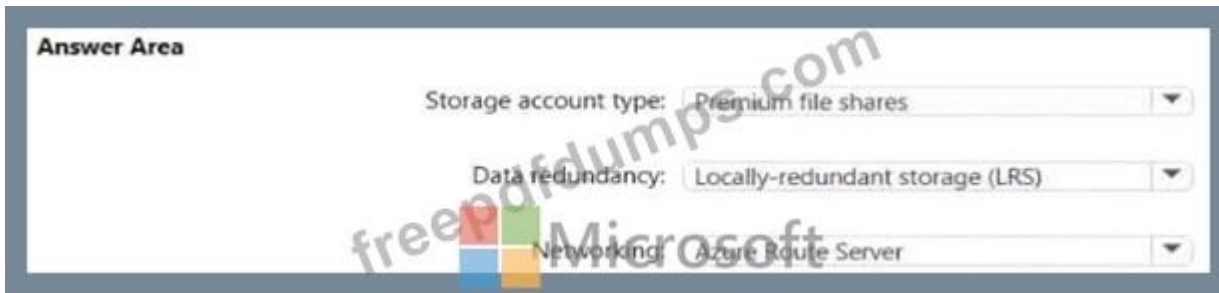 Answer Area
Storage account type: Premium file shares
Data redundancy: Locally-redundant storage (LRS)
Networking: Azure Route Server
freepdfdumps.com
Microsoft